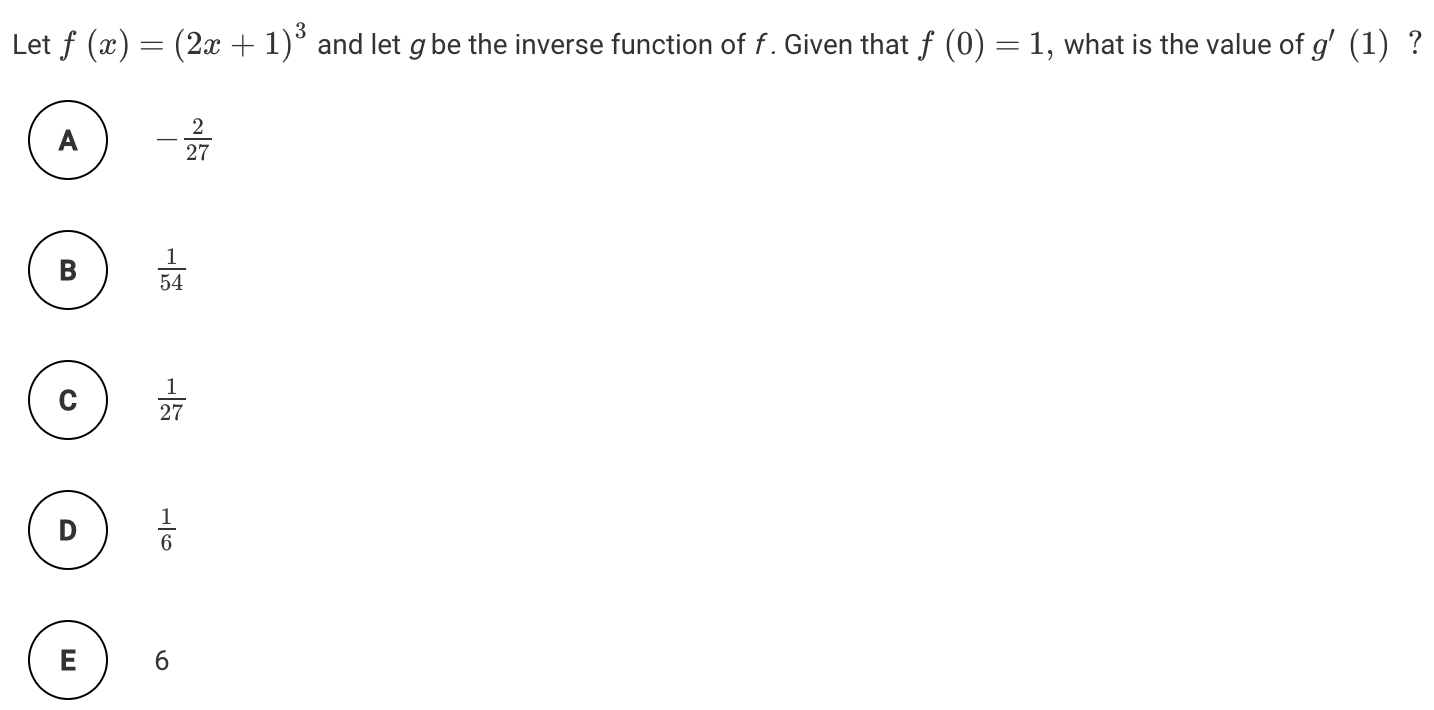 Let f (x) = (2x + 1)³ and let g be the inverse function of f. Given that f (0) = 1, what is the value of g′ (1) ?
A −2/27
B 1/54
C 1/27
D 1/6
E 6